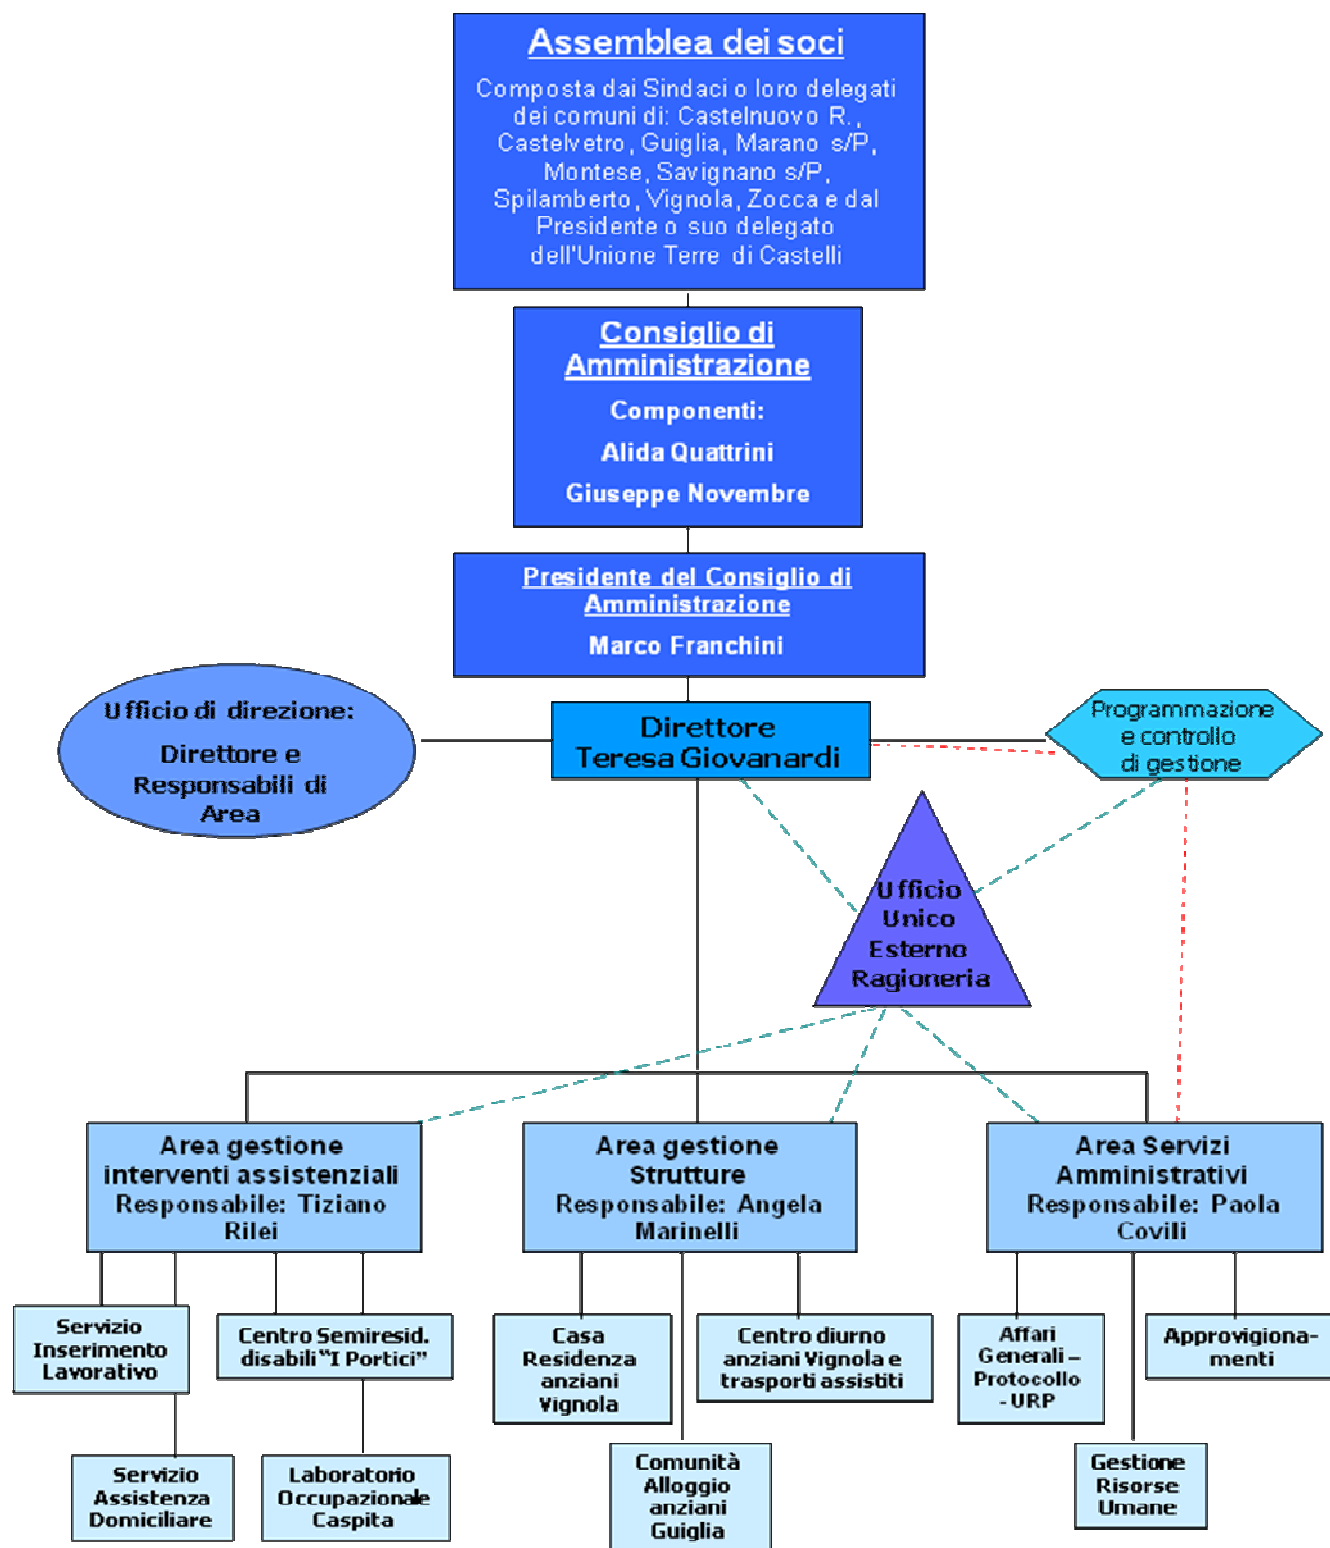 Assemblea dei soci
Composta dai Sindaci o loro delegati
dei comuni di: Castelnuovo R.,
Castelvetro, Guiglia, Marano s/P,
Montese, Savignano s/P,
Spilamberto, Vignola, Zocca e dal
Presidente o suo delegato
dell'Unione Terre di Castelli
Consiglio di
Amministrazione
Componenti:
Alida Quattrini
Giuseppe Novembre
Presidente del Consiglio di
Amministrazione
Marco Franchini
Ufficio di direzione:
Direttore e
Responsabili di
Area
Direttore
Teresa Giovanardi
Programmazione
e controllo
di gestione
Ufficio
Unico
Esterno
Ragioneria
Area gestione
interventi assistenziali
Responsabile: Tiziano
Rilei
Area gestione
Strutture
Responsabile: Angela
Marinelli
Area Servizi
Amministrativi
Responsabile: Paola
Covili
Servizio
Inserimento
Lavorativo
Centro Semiresid.
disabili "I Portici"
Casa
Residenza
anziani
Vignola
Centro diurno
anziani Vignola e
trasporti assistiti
Affari
Generali –
Protocollo
- URP
Approvigiona-
menti
Servizio
Assistenza
Domiciliare
Laboratorio
Occupazionale
Caspita
Comunità
Alloggio
anziani
Guiglia
Gestione
Risorse
Umane